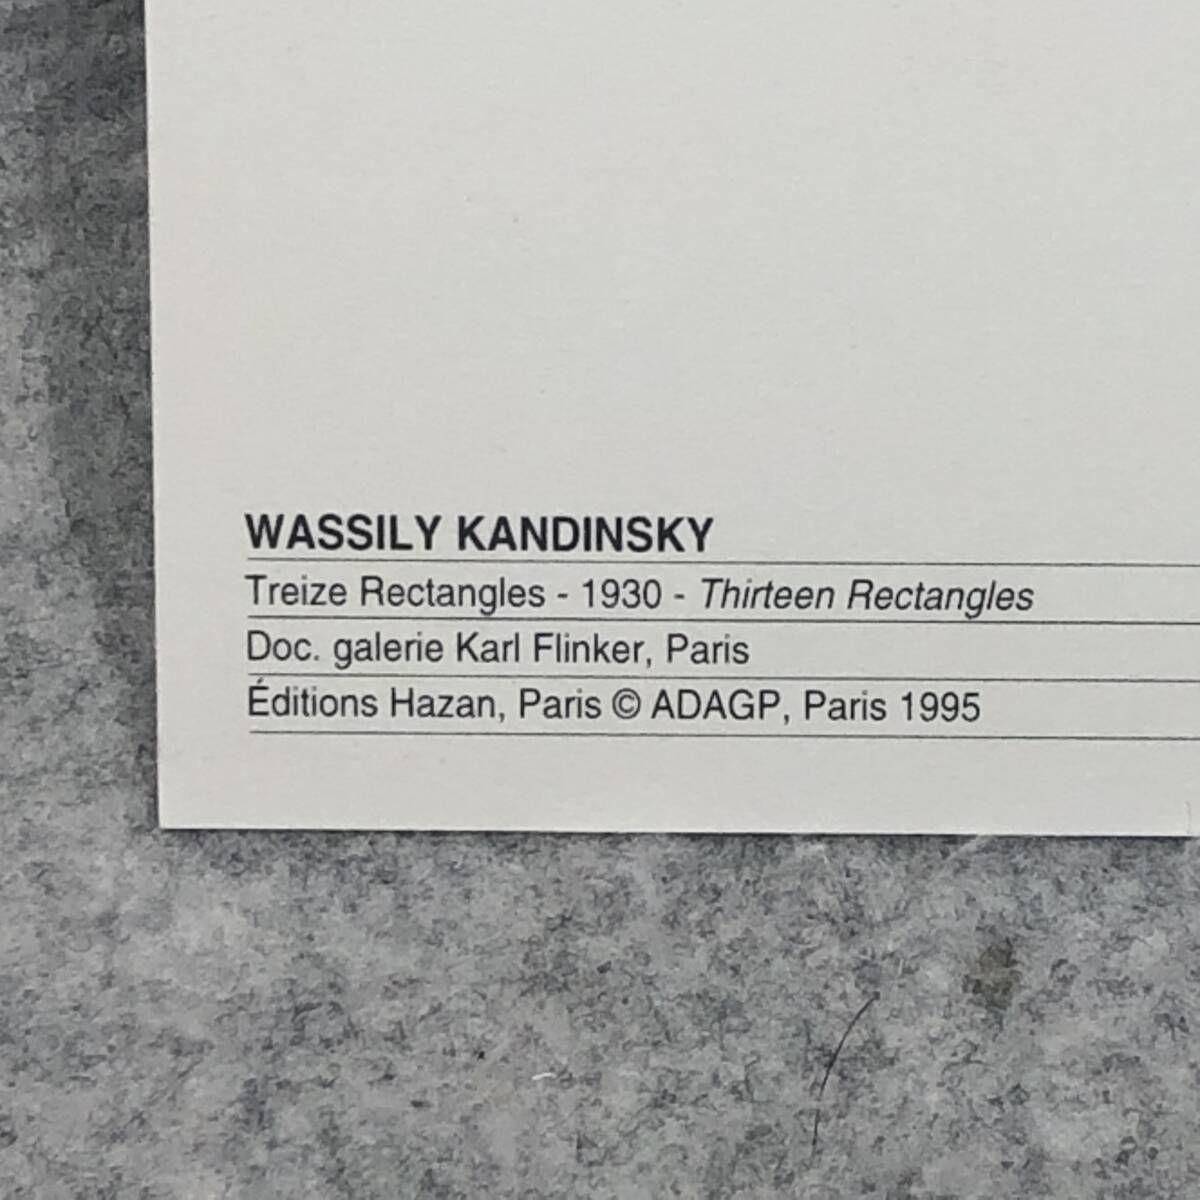 WASSILY KANDINSKY
Treize Rectangles - 1930 - Thirteen Rectangles
Doc. galerie Karl Flinker, Paris
Éditions Hazan, Paris © ADAGP, Paris 1995